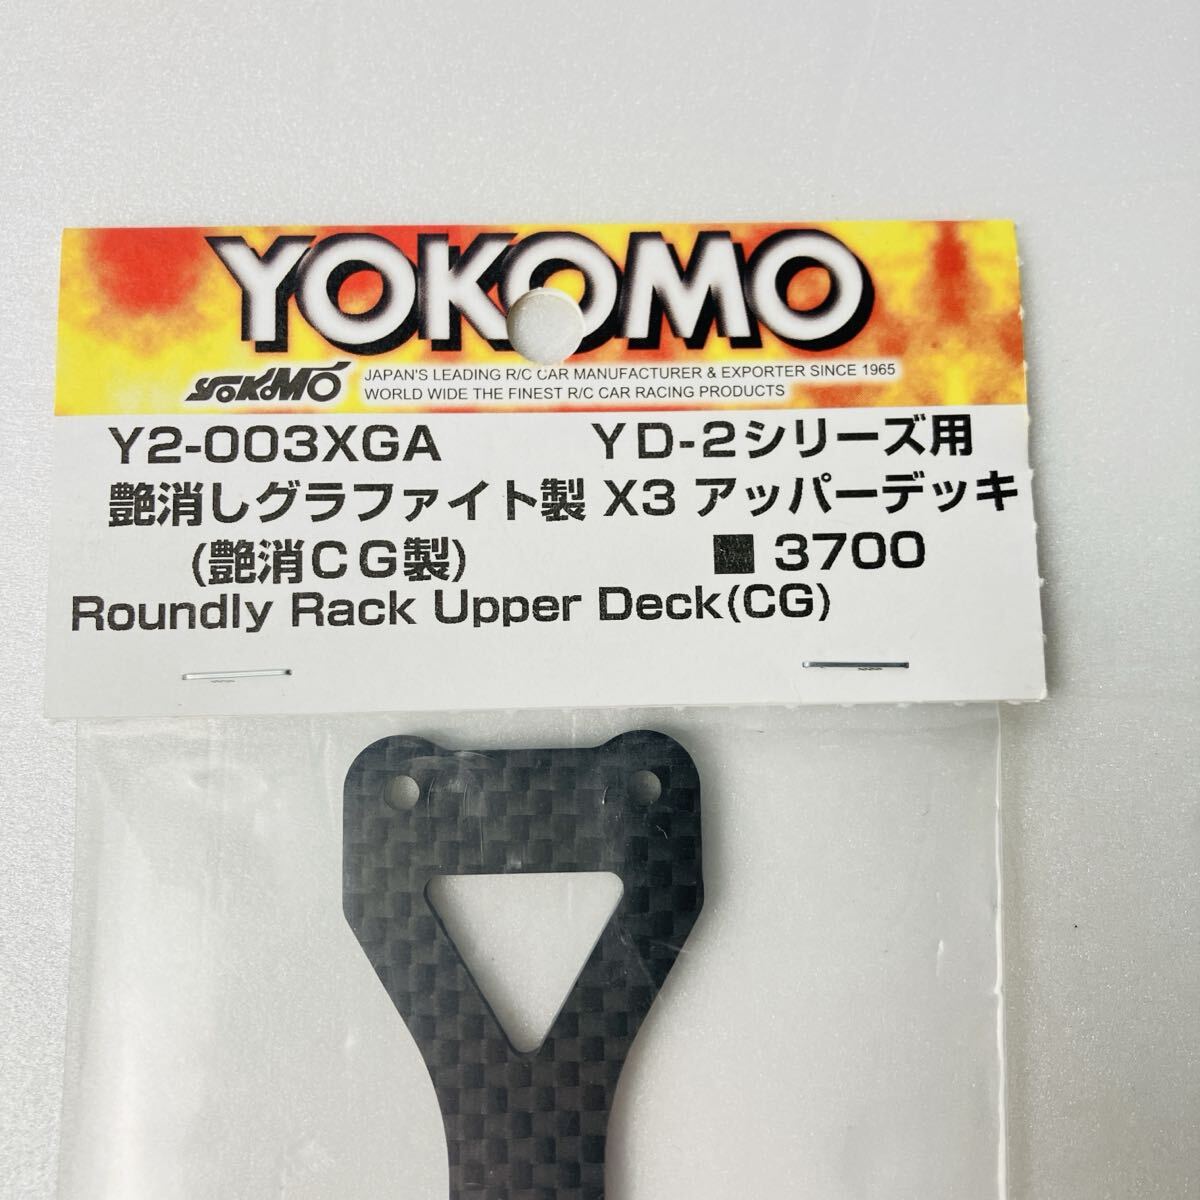 YOKOMO
YOKOMO JAPAN'S LEADING R/C CAR MANUFACTURER & EXPORTER SINCE 1965
WORLD WIDE THE FINEST R/C CAR RACING PRODUCTS
Y2-003XGA YD-2シリーズ用
艶消しグラファイト製 X3 アッパーデッキ
(艶消CG製) ■ 3700
Roundly Rack Upper Deck(CG)